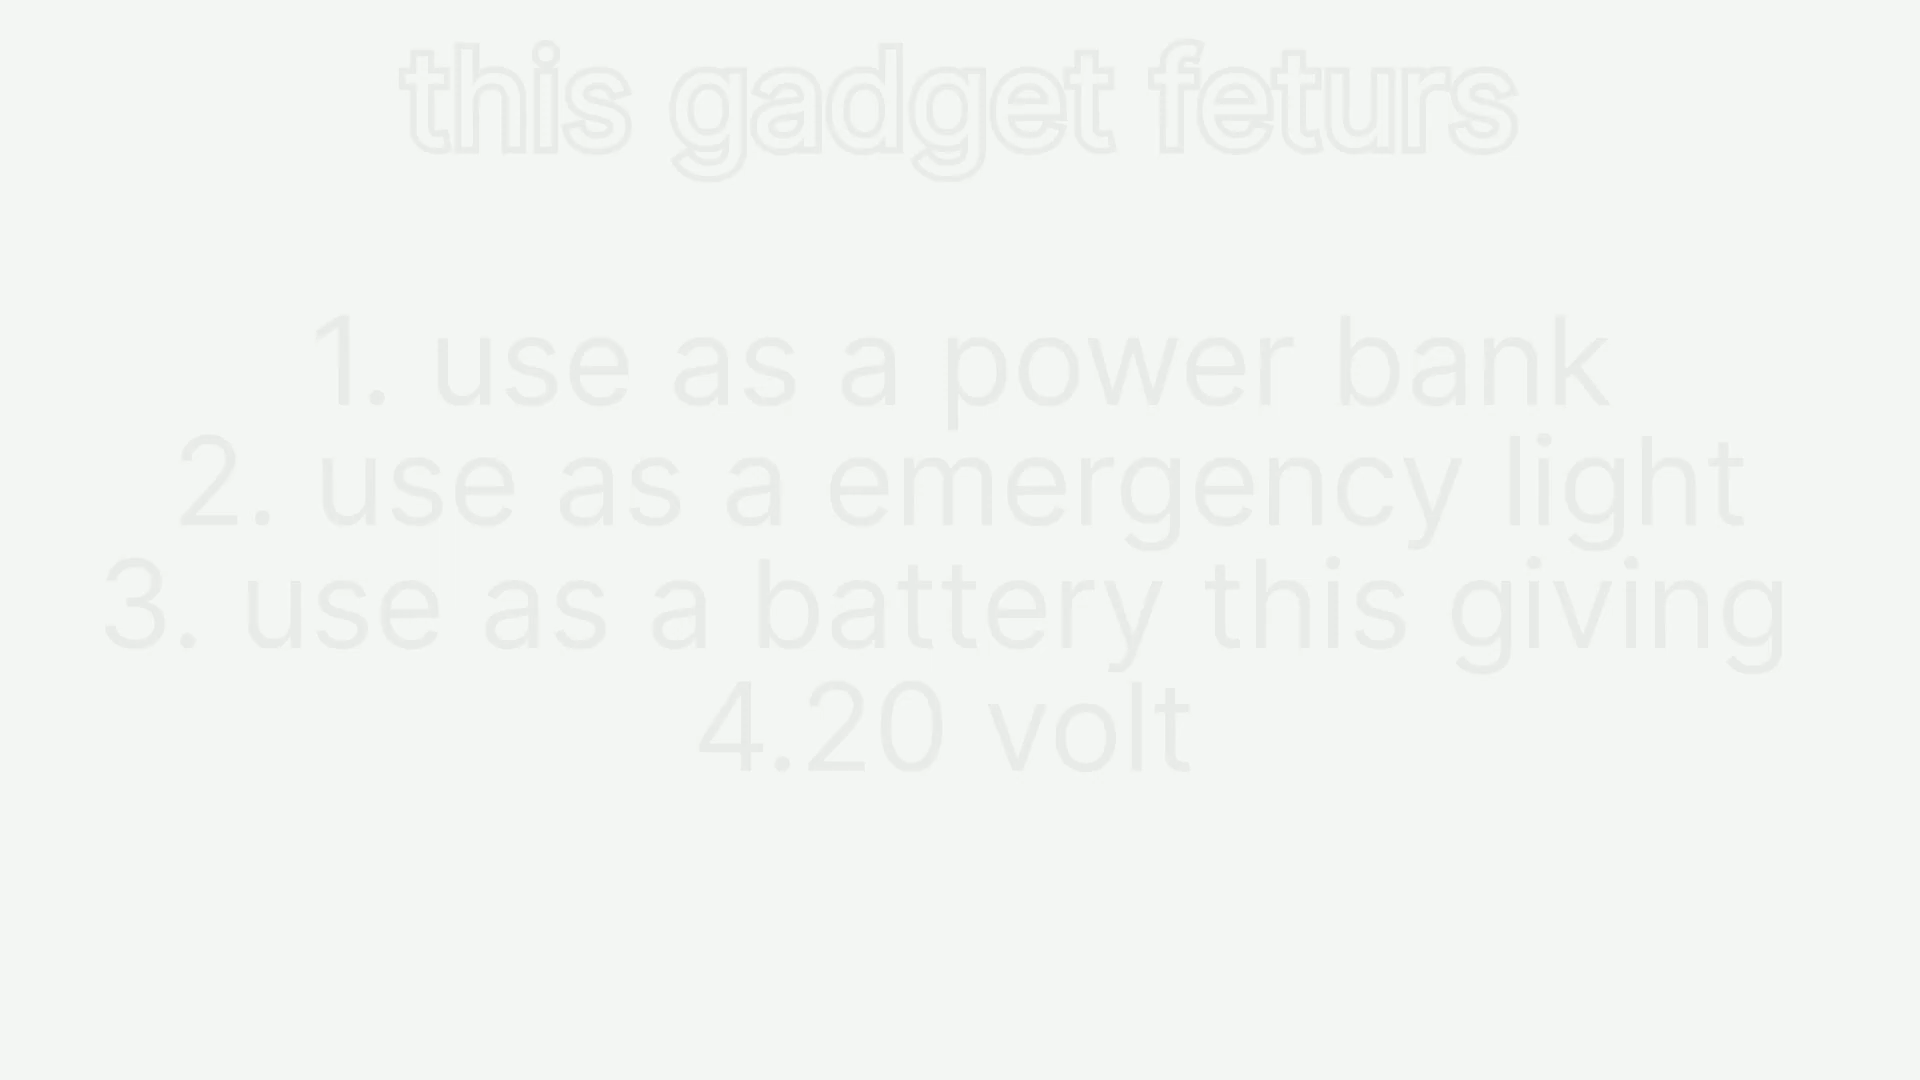 this gadget feturs
1. use as a power bank
2. use as a emergency light
3. use as a battery this giving
4.20 volt